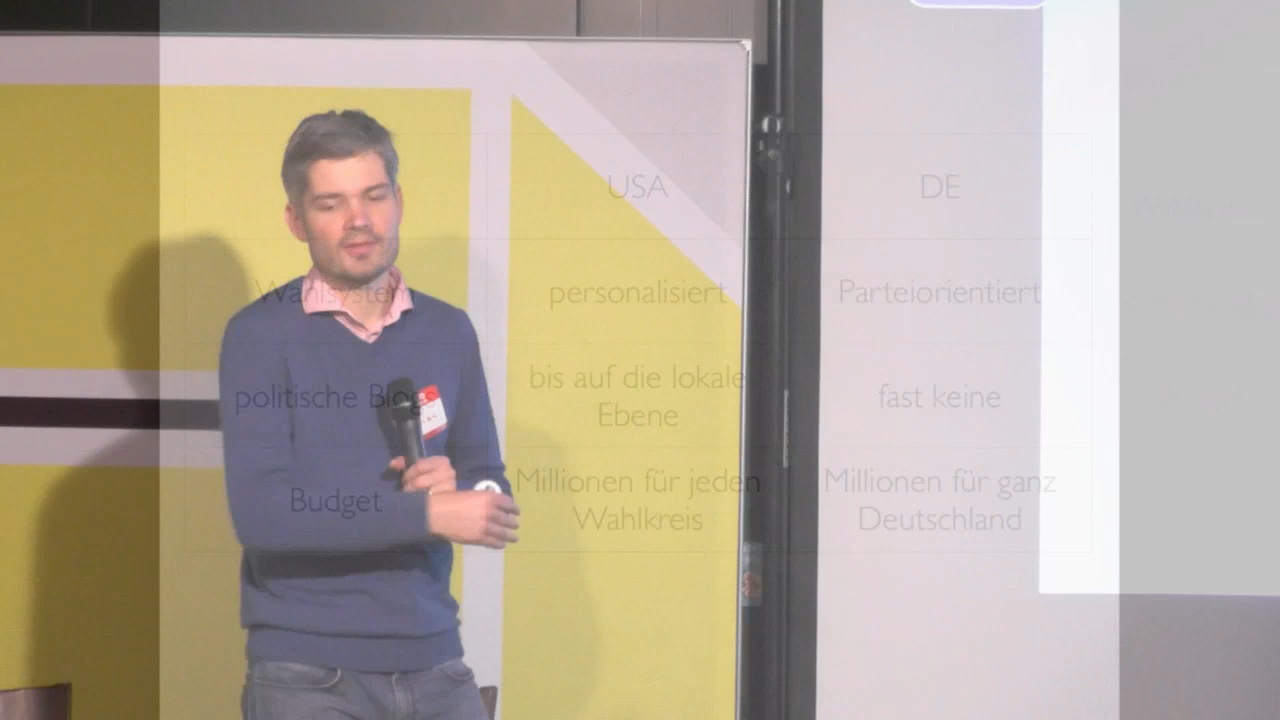 USA DE
Wahlsystem personalisiert Parteiorientiert
politische Blogs bis auf die lokale Ebene fast keine
Budget Millionen für jeden Wahlkreis Millionen für ganz Deutschland